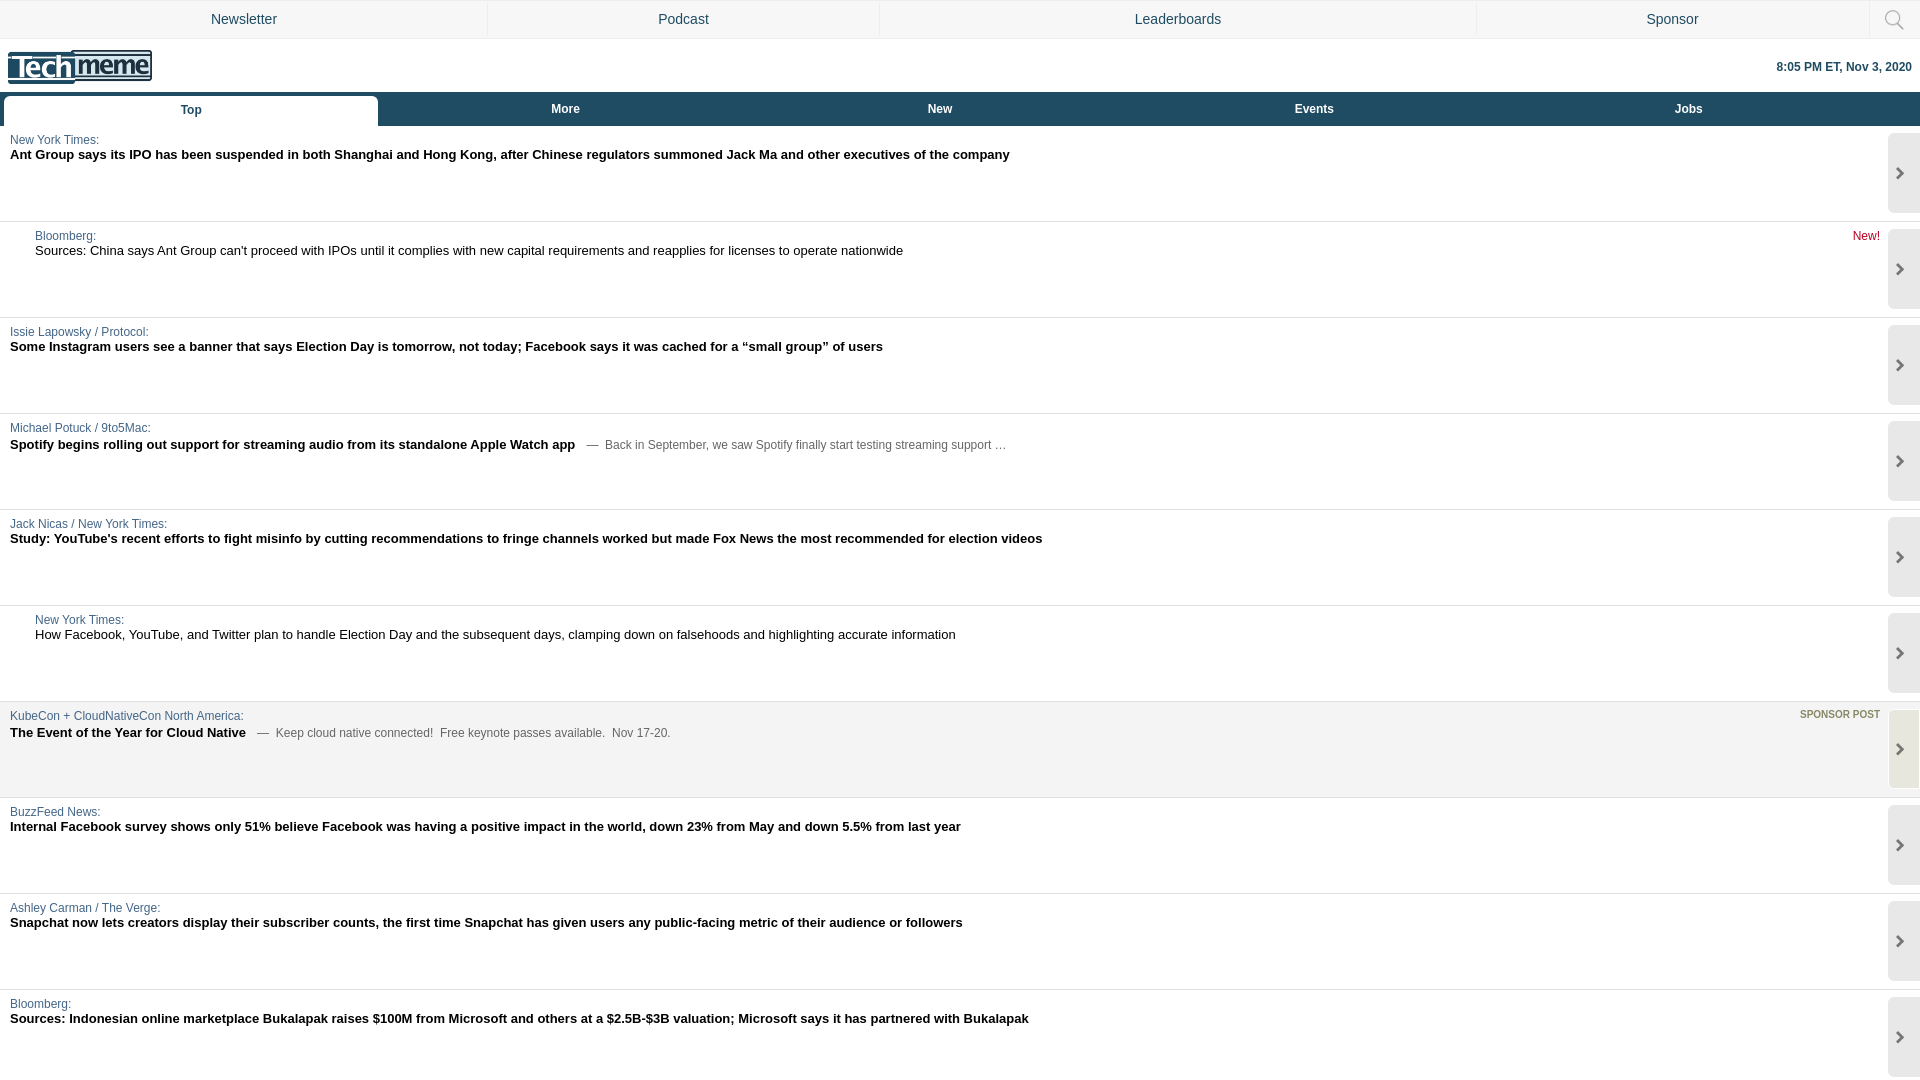 Newsletter
Podcast
Leaderboards
Sponsor
Techmeme
8:05 PM ET, Nov 3, 2020
Top
More
New
Events
Jobs
New York Times:
Ant Group says its IPO has been suspended in both Shanghai and Hong Kong, after Chinese regulators summoned Jack Ma and other executives of the company
Bloomberg:
New!
Sources: China says Ant Group can't proceed with IPOs until it complies with new capital requirements and reapplies for licenses to operate nationwide
Issie Lapowsky / Protocol:
Some Instagram users see a banner that says Election Day is tomorrow, not today; Facebook says it was cached for a “small group” of users
Michael Potuck / 9to5Mac:
Spotify begins rolling out support for streaming audio from its standalone Apple Watch app — Back in September, we saw Spotify finally start testing streaming support …
Jack Nicas / New York Times:
Study: YouTube's recent efforts to fight misinfo by cutting recommendations to fringe channels worked but made Fox News the most recommended for election videos
New York Times:
How Facebook, YouTube, and Twitter plan to handle Election Day and the subsequent days, clamping down on falsehoods and highlighting accurate information
KubeCon + CloudNativeCon North America:
SPONSOR POST
The Event of the Year for Cloud Native — Keep cloud native connected! Free keynote passes available. Nov 17-20.
BuzzFeed News:
Internal Facebook survey shows only 51% believe Facebook was having a positive impact in the world, down 23% from May and down 5.5% from last year
Ashley Carman / The Verge:
Snapchat now lets creators display their subscriber counts, the first time Snapchat has given users any public-facing metric of their audience or followers
Bloomberg:
Sources: Indonesian online marketplace Bukalapak raises $100M from Microsoft and others at a $2.5B-$3B valuation; Microsoft says it has partnered with Bukalapak